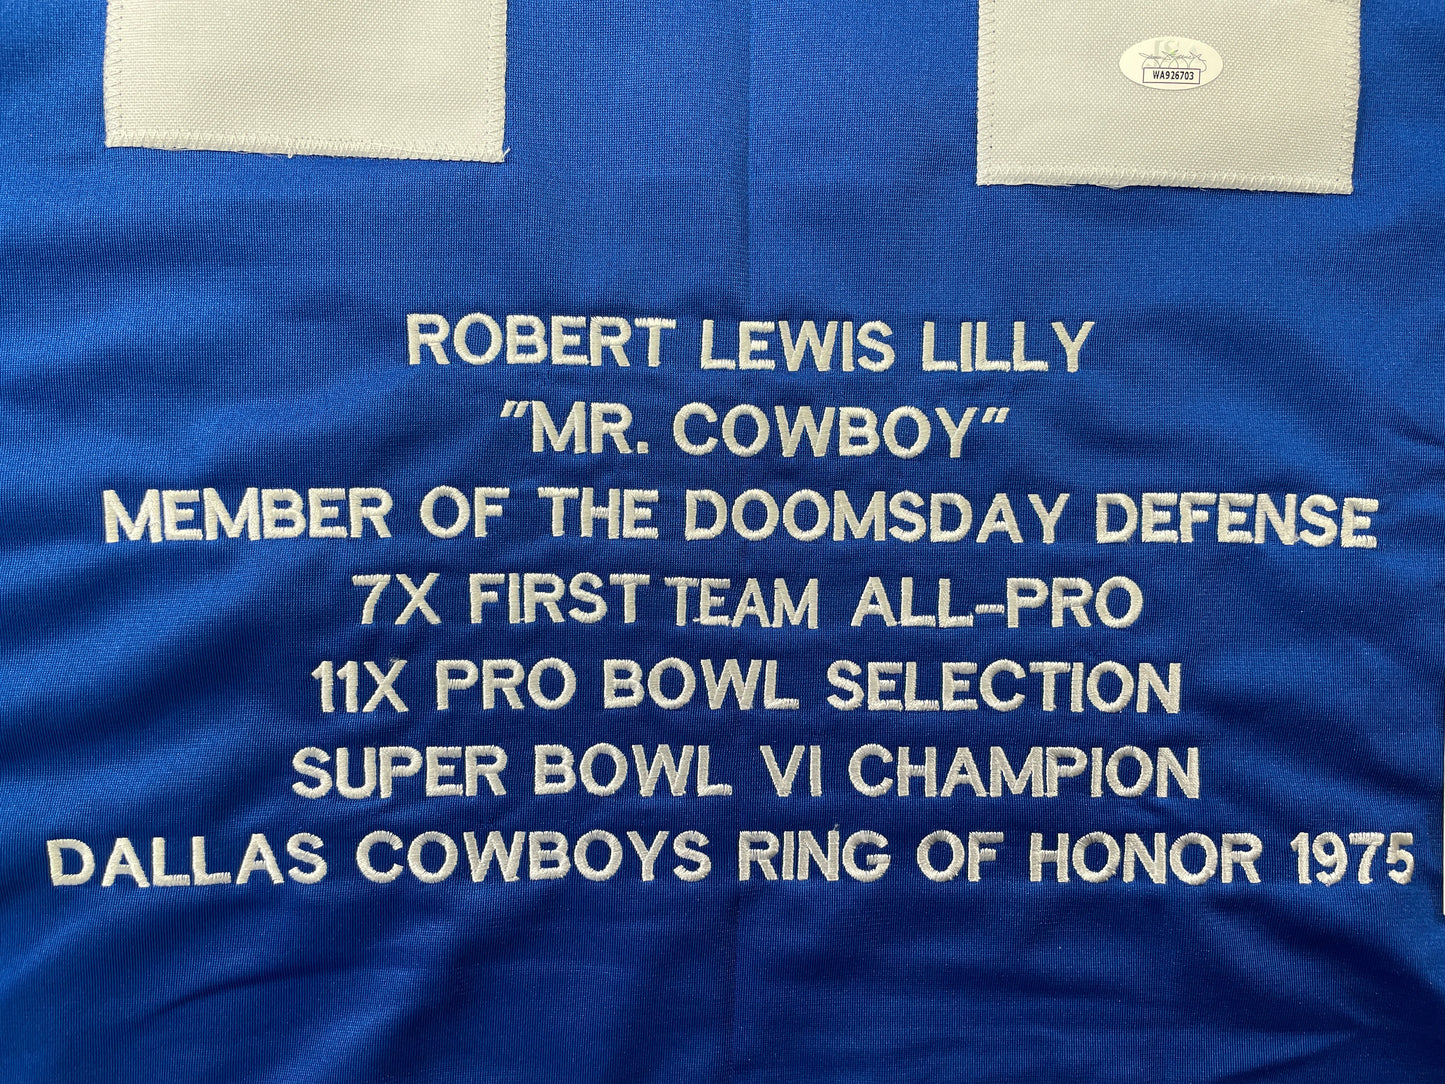 WA926703
ROBERT LEWIS LILLY
"MR. COWBOY"
MEMBER OF THE DOOMSDAY DEFENSE
7X FIRST TEAM ALL-PRO
11X PRO BOWL SELECTION
SUPER BOWL VI CHAMPION
DALLAS COWBOYS RING OF HONOR 1975